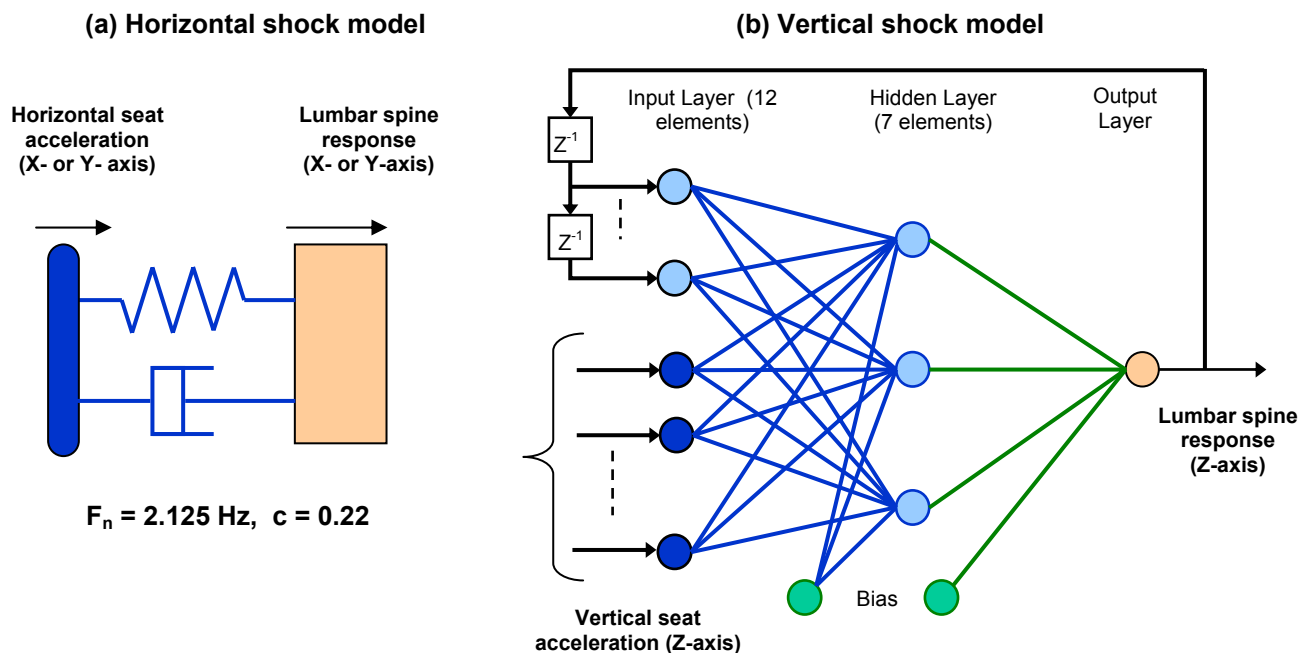 (a) Horizontal shock model
Horizontal seat
acceleration
(X- or Y- axis)
Lumbar spine
response
(X- or Y-axis)
Fₙ = 2.125 Hz,  c = 0.22
(b) Vertical shock model
Input Layer  (12
elements)
Hidden Layer
(7 elements)
Output
Layer
Z⁻¹
Z⁻¹
Lumbar spine
response
(Z-axis)
Bias
Vertical seat
acceleration (Z-axis)